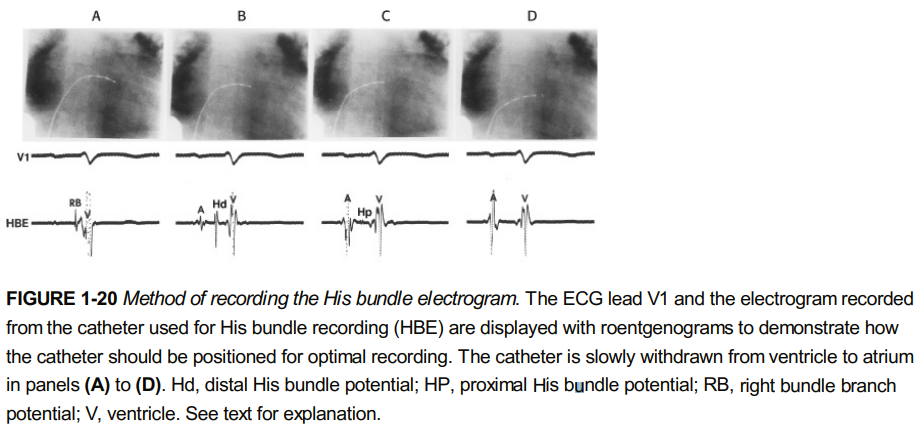 A B C D
V1
RB V A Hd V A Hp V A V
HBE
FIGURE 1-20 Method of recording the His bundle electrogram. The ECG lead V1 and the electrogram recorded
from the catheter used for His bundle recording (HBE) are displayed with roentgenograms to demonstrate how
the catheter should be positioned for optimal recording. The catheter is slowly withdrawn from ventricle to atrium
in panels (A) to (D). Hd, distal His bundle potential; HP, proximal His bundle potential; RB, right bundle branch
potential; V, ventricle. See text for explanation.